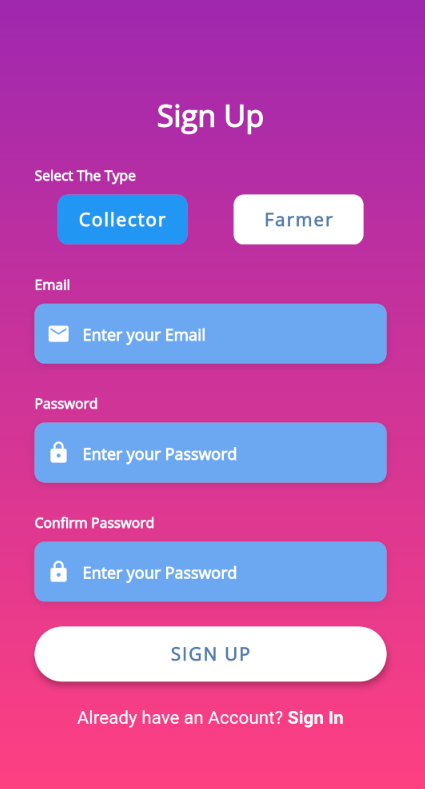 Sign Up
Select The Type
Collector Farmer
Email
Enter your Email
Password
Enter your Password
Confirm Password
Enter your Password
SIGN UP
Already have an Account? Sign In